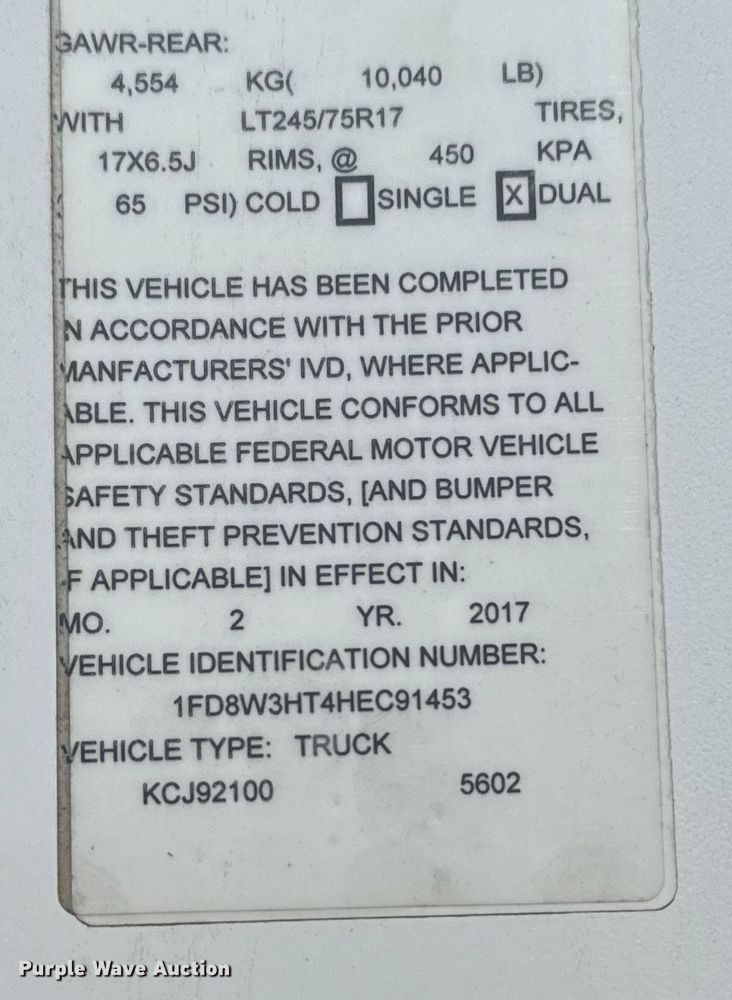 GAWR-REAR:
4,554 KG( 10,040 LB)
WITH LT245/75R17 TIRES,
17X6.5J RIMS, @ 450 KPA
( 65 PSI) COLD SINGLE X DUAL
THIS VEHICLE HAS BEEN COMPLETED
IN ACCORDANCE WITH THE PRIOR
MANFACTURERS' IVD, WHERE APPLIC-
ABLE. THIS VEHICLE CONFORMS TO ALL
APPLICABLE FEDERAL MOTOR VEHICLE
SAFETY STANDARDS, [AND BUMPER
AND THEFT PREVENTION STANDARDS,
IF APPLICABLE] IN EFFECT IN:
MO. 2 YR. 2017
VEHICLE IDENTIFICATION NUMBER:
1FD8W3HT4HEC91453
VEHICLE TYPE: TRUCK
KCJ92100 5602
Purple Wave Auction